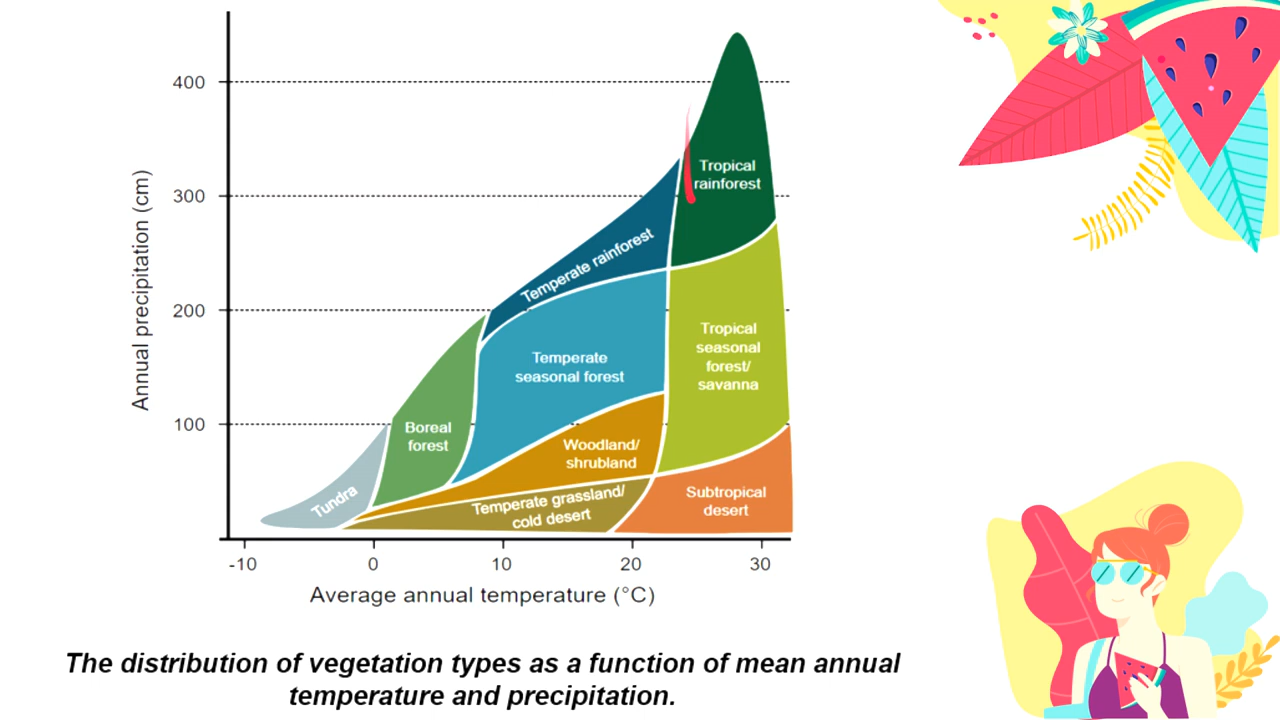 400
300
200
100
Annual precipitation (cm)
Tropical
rainforest
Temperate rainforest
Tropical
seasonal
forest/
savanna
Temperate
seasonal forest
Boreal
forest
Woodland/
shrubland
Tundra
Temperate grassland/
cold desert
Subtropical
desert
-10 0 10 20 30
Average annual temperature (°C)
The distribution of vegetation types as a function of mean annual
temperature and precipitation.